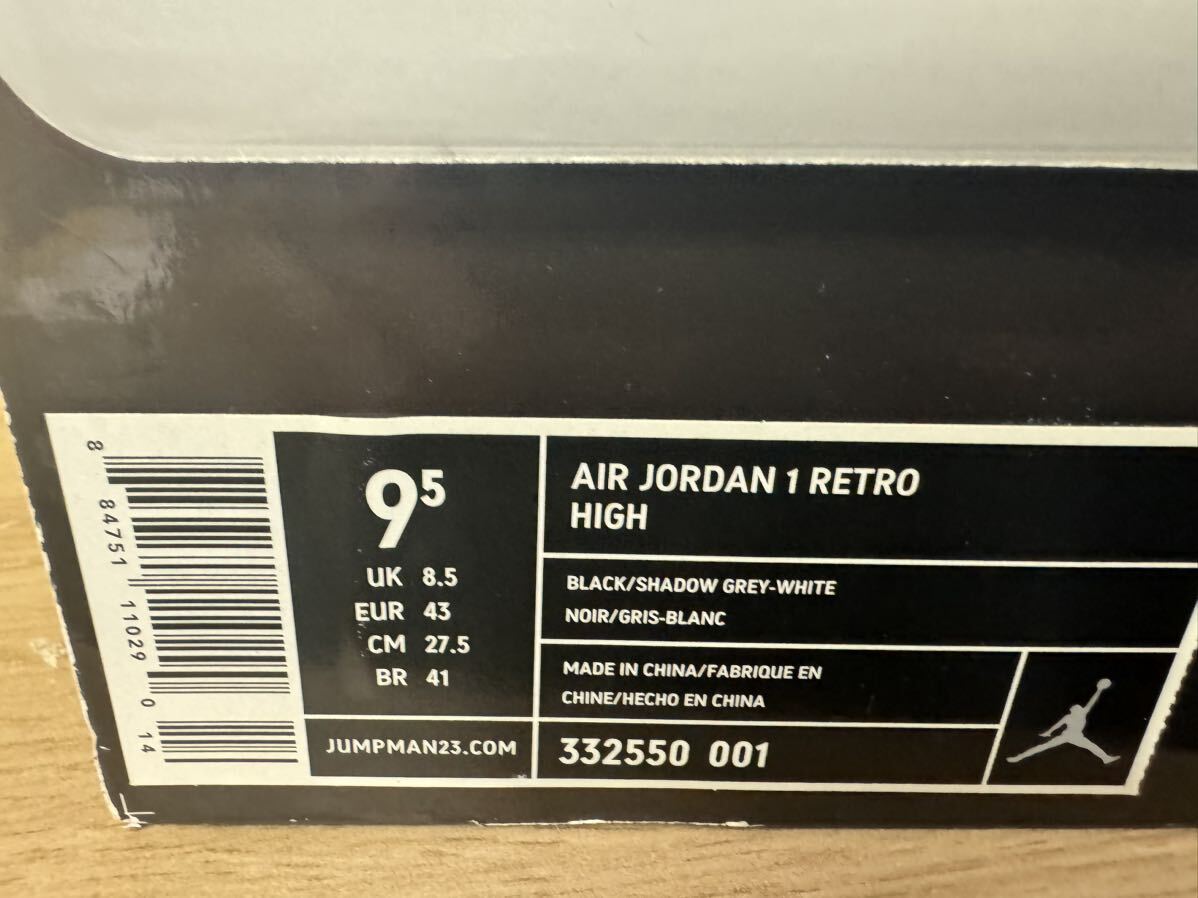 8 84751 11029 0 14
9⁵
UK 8.5
EUR 43
CM 27.5
BR 41
JUMPMAN23.COM
AIR JORDAN 1 RETRO
HIGH
BLACK/SHADOW GREY-WHITE
NOIR/GRIS-BLANC
MADE IN CHINA/FABRIQUE EN
CHINE/HECHO EN CHINA
332550 001